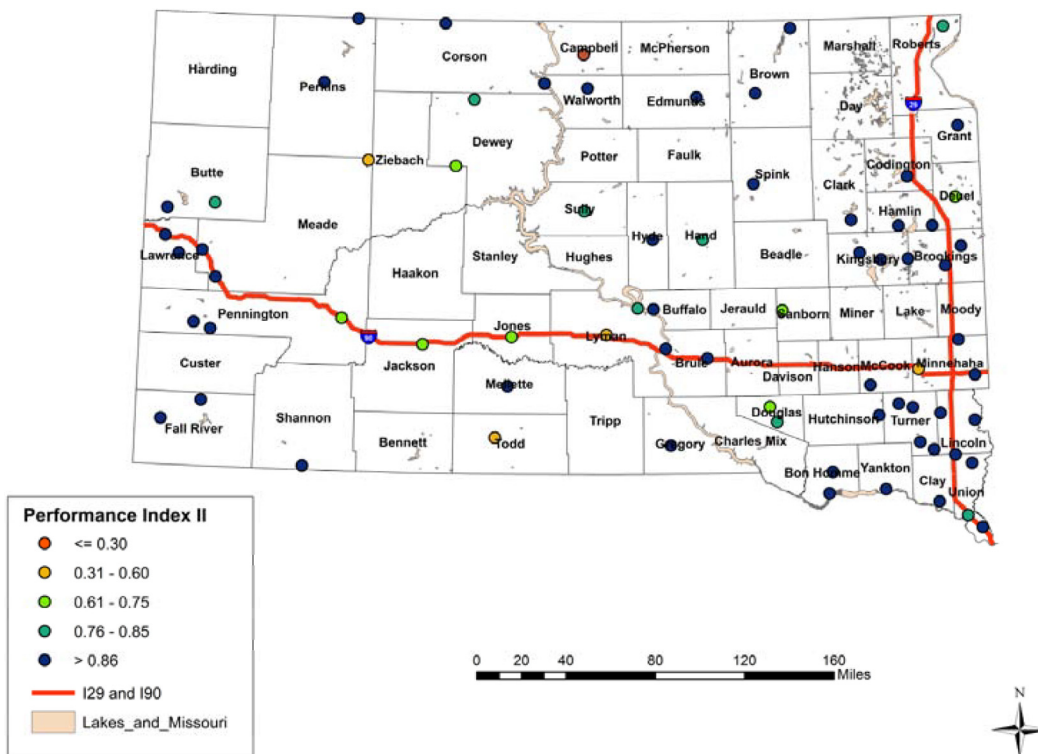 Harding
Perkins
Corson
Campbell
McPherson
Brown
Marshall
Roberts
Walworth
Edmunds
Day
29
Grant
Dewey
Ziebach
Butte
Meade
Potter
Faulk
Spink
Codington
Clark
Deuel
Hamlin
Sully
Hyde
Hand
Beadle
Kingsbury
Brookings
Lawrence
Haakon
Stanley
Hughes
Pennington
90
Jackson
Jones
Lyman
Buffalo
Jerauld
Sanborn
Miner
Lake
Moody
Custer
Mellette
Brule
Aurora
Davison
Hanson
McCook
Minnehaha
Fall River
Shannon
Bennett
Todd
Tripp
Gregory
Charles Mix
Douglas
Hutchinson
Turner
Lincoln
Bon Homme
Yankton
Clay
Union
Performance Index II
<= 0.30
0.31 - 0.60
0.61 - 0.75
0.76 - 0.85
> 0.86
I29 and I90
Lakes_and_Missouri
0 20 40 80 120 160
Miles
N